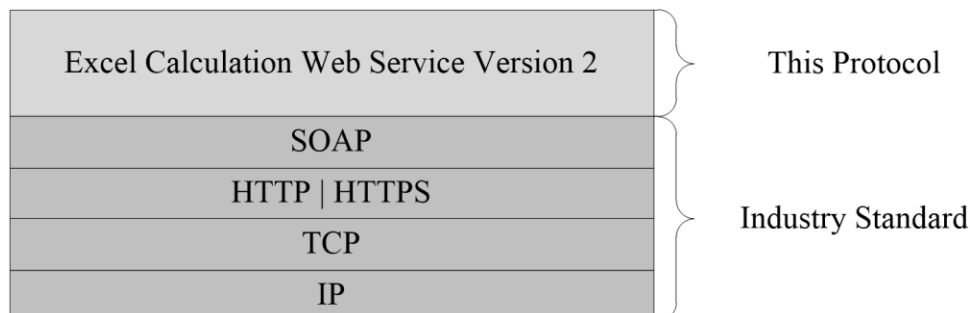 Excel Calculation Web Service Version 2
This Protocol
SOAP
HTTP | HTTPS
TCP
IP
Industry Standard